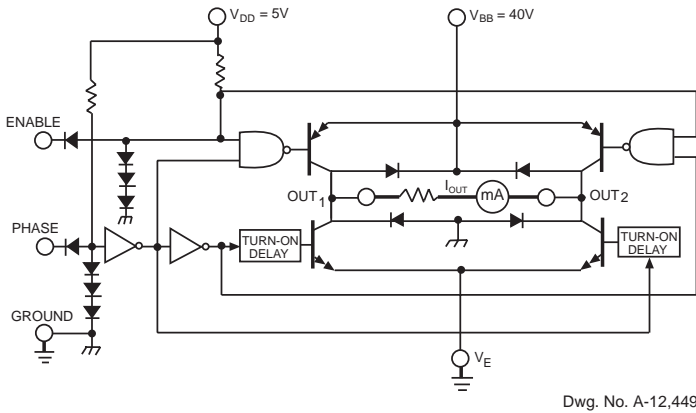 V_DD = 5V
V_BB = 40V
ENABLE
OUT_1
I_OUT
mA
OUT_2
PHASE
TURN-ON
DELAY
TURN-ON
DELAY
GROUND
V_E
Dwg. No. A-12,449